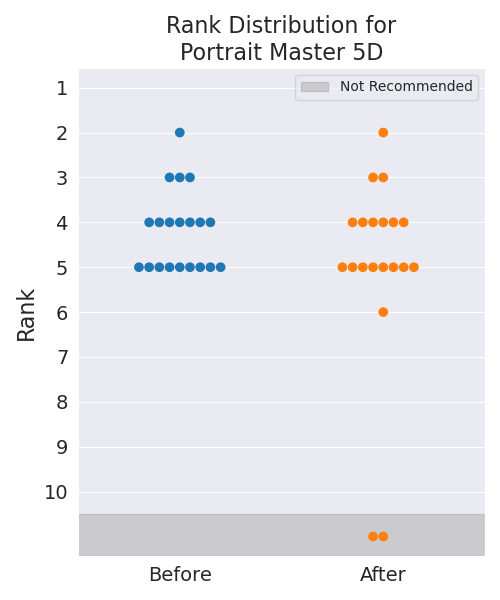 Rank Distribution for
Portrait Master 5D
Not Recommended
1
2
3
4
5
6
7
8
9
10
Rank
Before
After